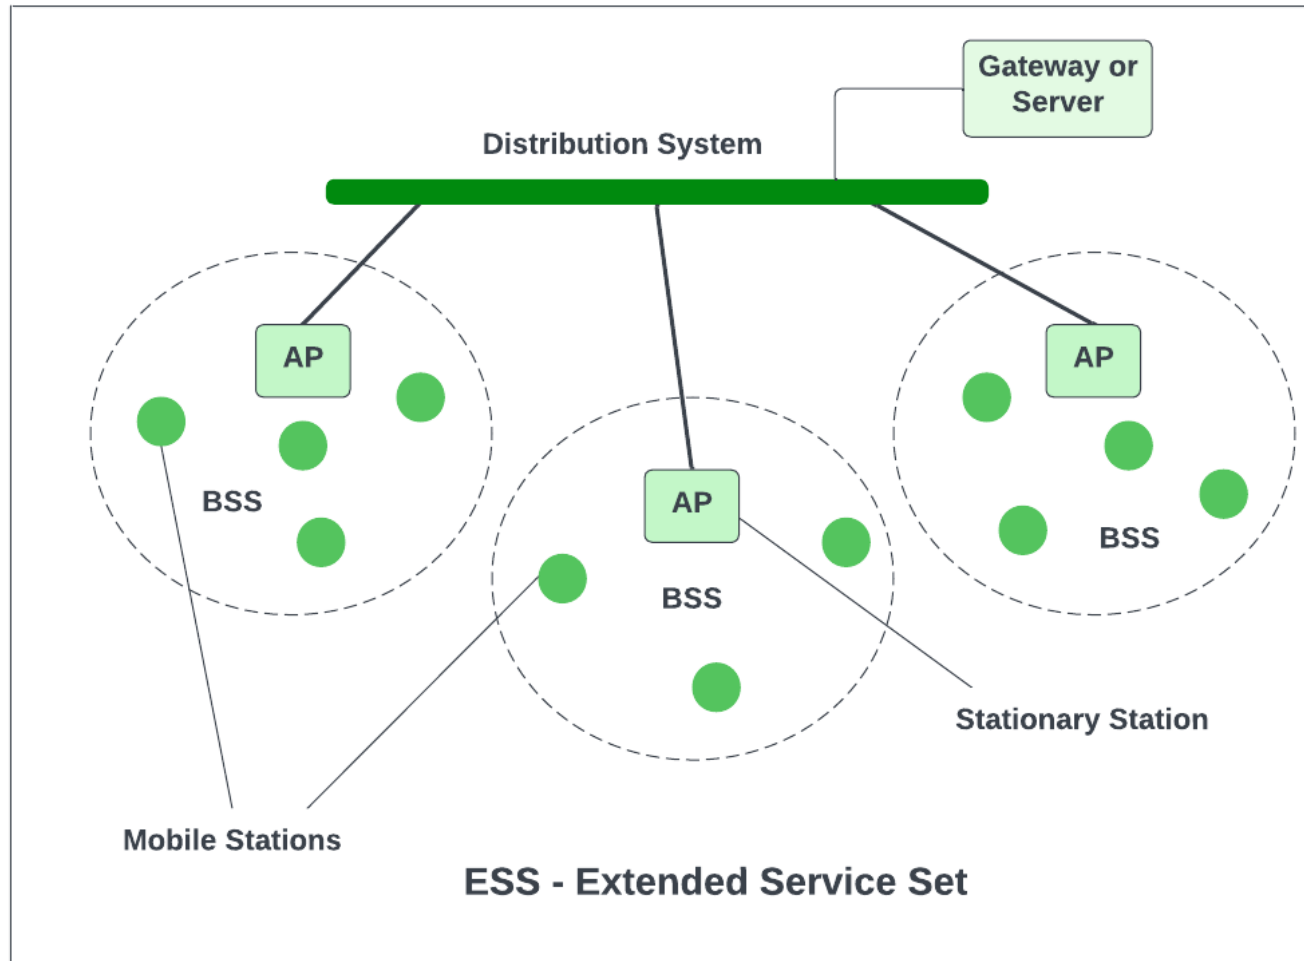 Gateway or
Server
Distribution System
AP
AP
AP
BSS
BSS
BSS
Stationary Station
Mobile Stations
ESS - Extended Service Set